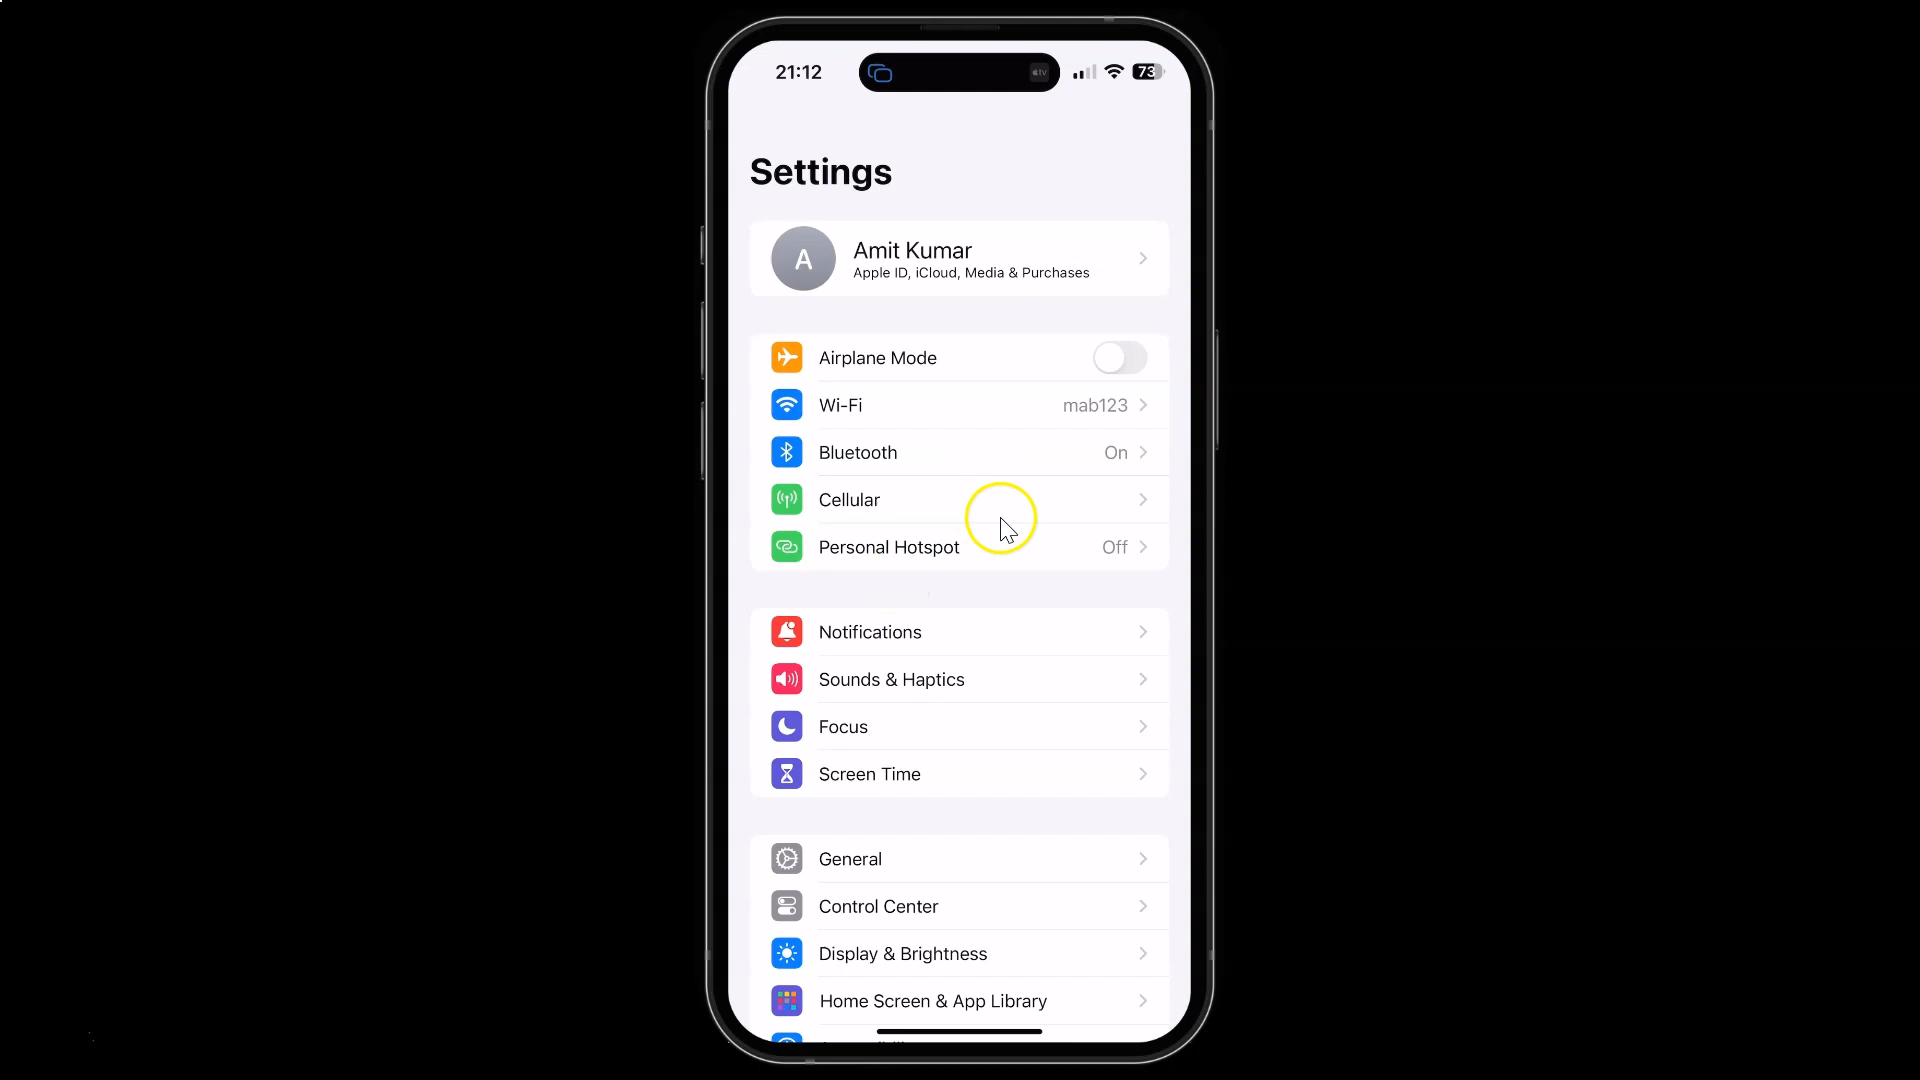 21:12
tv
73
Settings
A
Amit Kumar
Apple ID, iCloud, Media & Purchases
Airplane Mode
Wi-Fi mab123
Bluetooth On
Cellular
Personal Hotspot Off
Notifications
Sounds & Haptics
Focus
Screen Time
General
Control Center
Display & Brightness
Home Screen & App Library